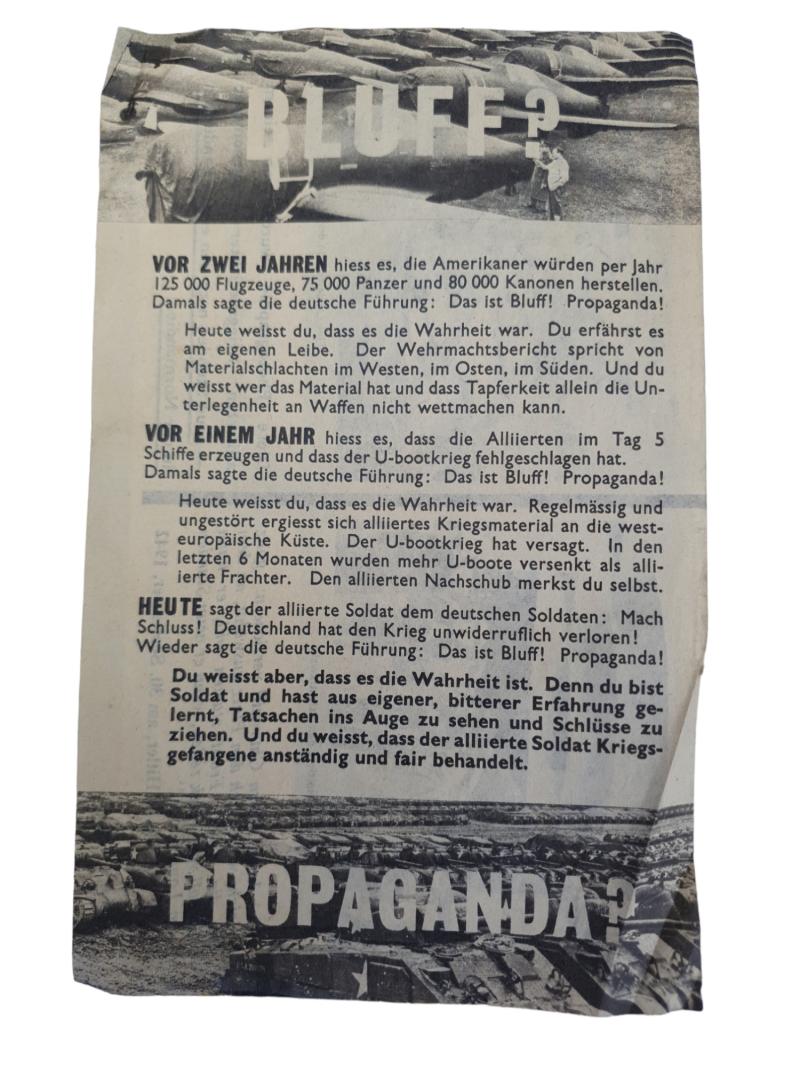 BLUFF?
VOR ZWEI JAHREN hiess es, die Amerikaner würden per Jahr
125 000 Flugzeuge, 75 000 Panzer und 80 000 Kanonen herstellen.
Damals sagte die deutsche Führung: Das ist Bluff! Propaganda!
Heute weisst du, dass es die Wahrheit war. Du erfährst es
am eigenen Leibe. Der Wehrmachtsbericht spricht von
Materialschlachten im Westen, im Osten, im Süden. Und du
weisst wer das Material hat und dass Tapferkeit allein die Un-
terlegenheit an Waffen nicht wettmachen kann.
VOR EINEM JAHR hiess es, dass die Alliierten im Tag 5
Schiffe erzeugen und dass der U-bootkrieg fehlgeschlagen hat.
Damals sagte die deutsche Führung: Das ist Bluff! Propaganda!
Heute weisst du, dass es die Wahrheit war. Regelmässig und
ungestört ergiesst sich alliiertes Kriegsmaterial an die west-
europäische Küste. Der U-bootkrieg hat versagt. In den
letzten 6 Monaten wurden mehr U-boote versenkt als alli-
ierte Frachter. Den alliierten Nachschub merkst du selbst.
HEUTE sagt der alliierte Soldat dem deutschen Soldaten: Mach
Schluss! Deutschland hat den Krieg unwiderruflich verloren!
Wieder sagt die deutsche Führung: Das ist Bluff! Propaganda!
Du weisst aber, dass es die Wahrheit ist. Denn du bist
Soldat und hast aus eigener, bitterer Erfahrung ge-
lernt, Tatsachen ins Auge zu sehen und Schlüsse zu
ziehen. Und du weisst, dass der alliierte Soldat Kriegs-
gefangene anständig und fair behandelt.
PROPAGANDA?